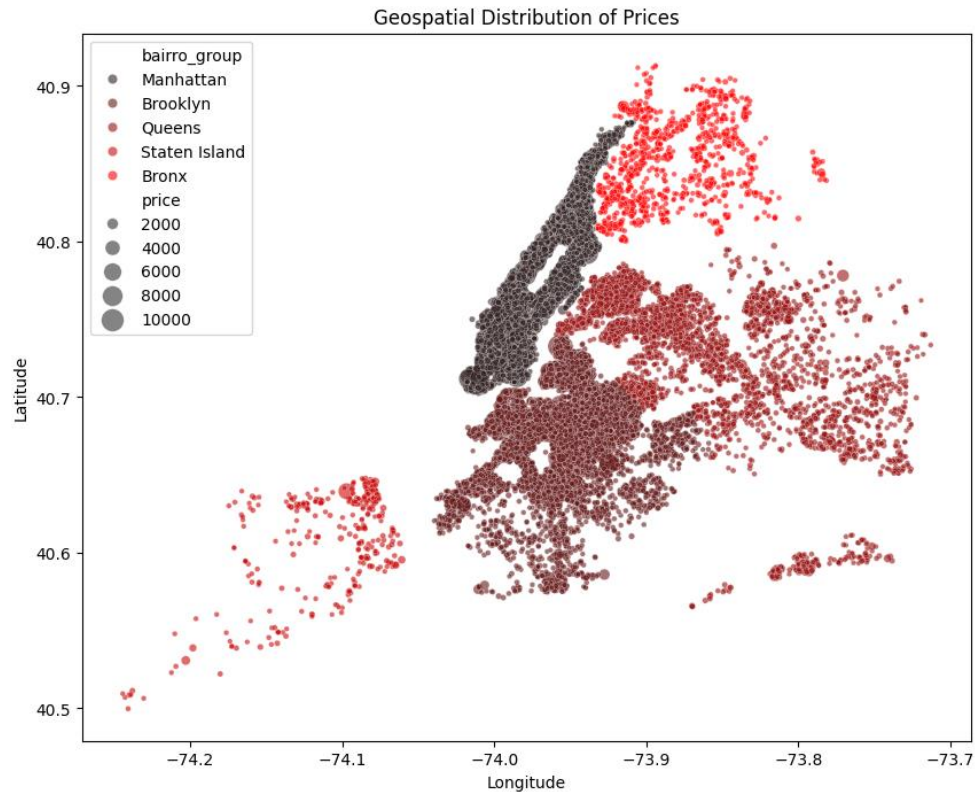 Geospatial Distribution of Prices
bairro_group
Manhattan
Brooklyn
Queens
Staten Island
Bronx
price
2000
4000
6000
8000
10000
40.9
40.8
40.7
40.6
40.5
Latitude
−74.2
−74.1
−74.0
−73.9
−73.8
−73.7
Longitude